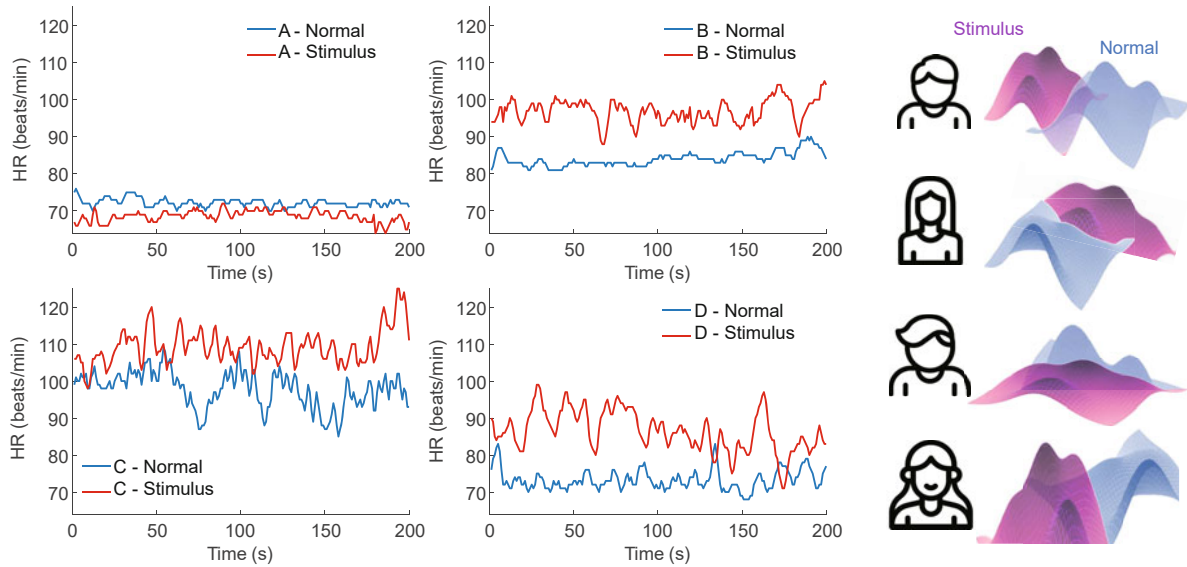 120
110
100
90
80
70
HR (beats/min)
A - Normal
A - Stimulus
0 50 100 150 200
Time (s)
120
110
100
90
80
70
HR (beats/min)
B - Normal
B - Stimulus
0 50 100 150 200
Time (s)
120
110
100
90
80
70
HR (beats/min)
C - Normal
C - Stimulus
0 50 100 150 200
Time (s)
120
110
100
90
80
70
HR (beats/min)
D - Normal
D - Stimulus
0 50 100 150 200
Time (s)
Stimulus
Normal